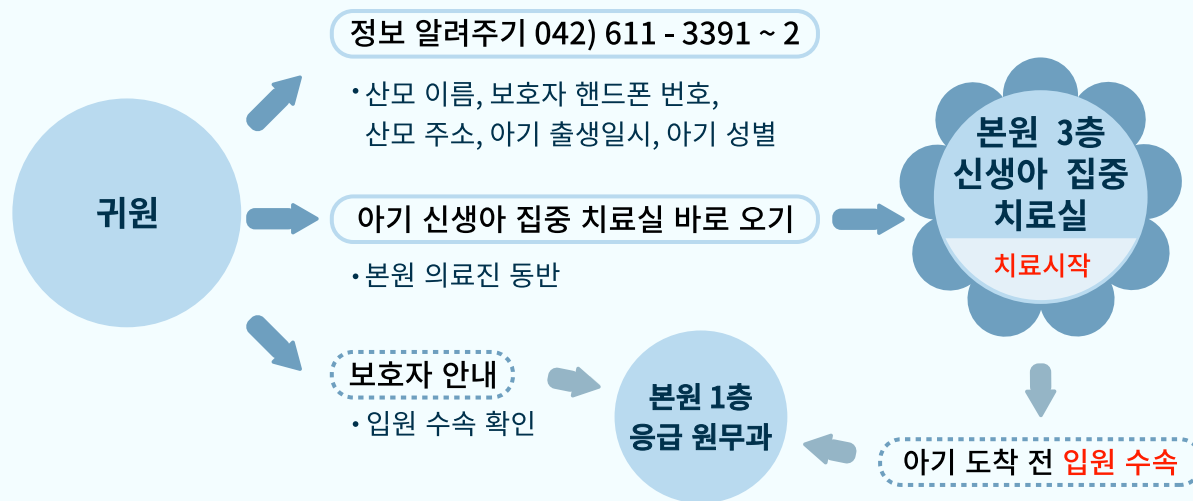 정보 알려주기 042) 611 - 3391 ~ 2
· 산모 이름, 보호자 핸드폰 번호,
산모 주소, 아기 출생일시, 아기 성별
귀원
아기 신생아 집중 치료실 바로 오기
· 본원 의료진 동반
본원 3층
신생아 집중
치료실
치료시작
보호자 안내
· 입원 수속 확인
본원 1층
응급 원무과
아기 도착 전 입원 수속